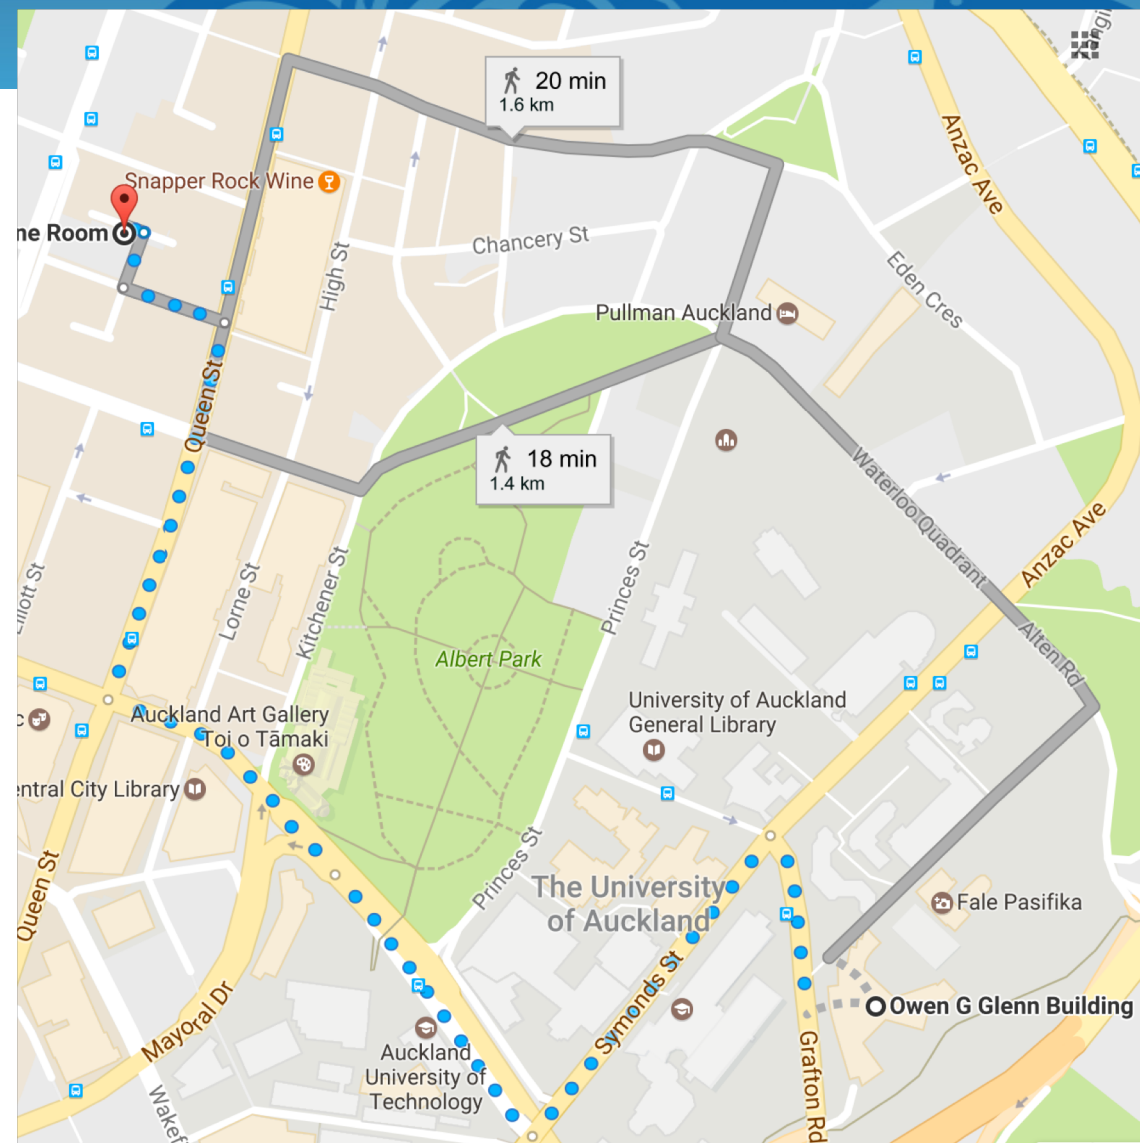 20 min
1.6 km
Anzac Ave
Snapper Rock Wine
ne Room
High St
Chancery St
Eden Cres
Pullman Auckland
Queen St
18 min
1.4 km
Waterloo Quadrant
Anzac Ave
Princes St
Lorne St
Kitchener St
Albert Park
Alten Rd
University of Auckland
General Library
Auckland Art Gallery
Toi o Tāmaki
c
entral City Library
Queen St
Princes St
The University
of Auckland
Fale Pasifika
Symonds St
Owen G Glenn Building
Mayoral Dr
Auckland
University of
Technology
Grafton Rd